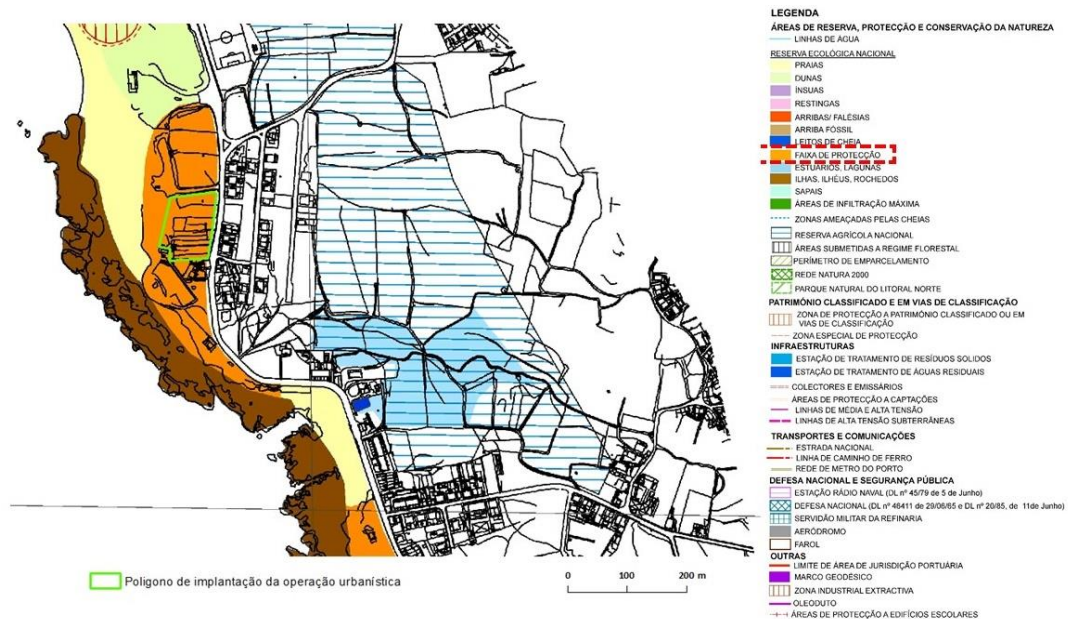 LEGENDA
ÁREAS DE RESERVA, PROTECÇÃO E CONSERVAÇÃO DA NATUREZA
LINHAS DE ÁGUA
RESERVA ECOLÓGICA NACIONAL
PRAIAS
DUNAS
ÍNSUAS
RESTINGAS
ARRIBAS/ FALÉSIAS
ARRIBA FÓSSIL
LEITOS DE CHEIA
FAIXA DE PROTECÇÃO
ESTUÁRIOS, LAGUNAS
ILHAS, ILHÉUS, ROCHEDOS
SAPAIS
ÁREAS DE INFILTRAÇÃO MÁXIMA
ZONAS AMEAÇADAS PELAS CHEIAS
RESERVA AGRÍCOLA NACIONAL
ÁREAS SUBMETIDAS A REGIME FLORESTAL
PERÍMETRO DE EMPARCELAMENTO
REDE NATURA 2000
PARQUE NATURAL DO LITORAL NORTE
PATRIMÓNIO CLASSIFICADO E EM VIAS DE CLASSIFICAÇÃO
ZONA DE PROTECÇÃO A PATRIMÓNIO CLASSIFICADO OU EM
VIAS DE CLASSIFICAÇÃO
ZONA ESPECIAL DE PROTECÇÃO
INFRAESTRUTURAS
ESTAÇÃO DE TRATAMENTO DE RESÍDUOS SOLIDOS
ESTAÇÃO DE TRATAMENTO DE ÁGUAS RESIDUAIS
COLECTORES E EMISSÁRIOS
ÁREAS DE PROTECÇÃO A CAPTAÇÕES
LINHAS DE MÉDIA E ALTA TENSÃO
LINHAS DE ALTA TENSÃO SUBTERRÂNEAS
TRANSPORTES E COMUNICAÇÕES
ESTRADA NACIONAL
LINHA DE CAMINHO DE FERRO
REDE DE METRO DO PORTO
DEFESA NACIONAL E SEGURANÇA PÚBLICA
ESTAÇÃO RÁDIO NAVAL (DL nº 45/79 de 5 de Junho)
DEFESA NACIONAL (DL nº 46411 de 29/06/65 e DL nº 20/85, de 11de Junho)
SERVIDÃO MILITAR DA REFINARIA
AERÓDROMO
FAROL
OUTRAS
LIMITE DE ÁREA DE JURISDIÇÃO PORTUÁRIA
MARCO GEODÉSICO
ZONA INDUSTRIAL EXTRACTIVA
OLEODUTO
ÁREAS DE PROTECÇÃO A EDIFÍCIOS ESCOLARES
Poligono de implantação da operação urbanística
0 100 200 m